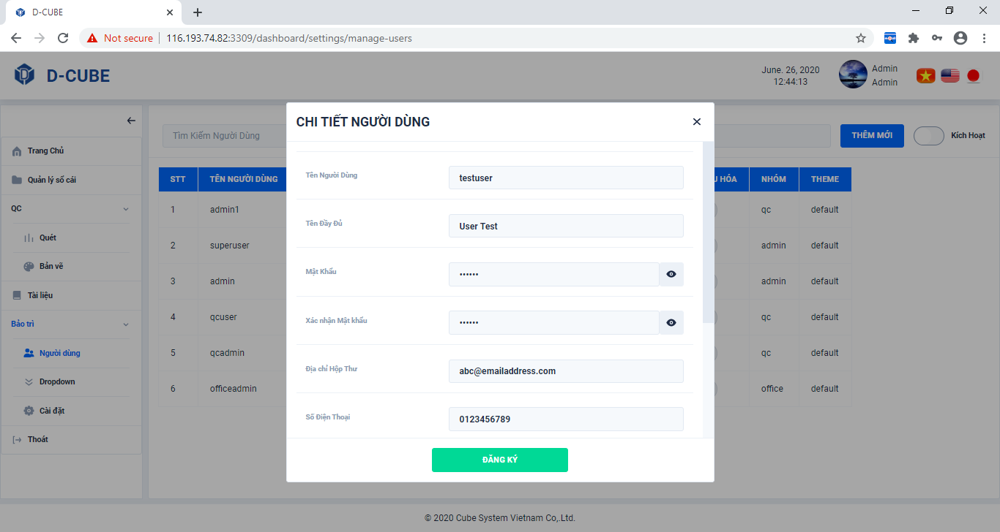 D-CUBE
Not secure
116.193.74.82:3309/dashboard/settings/manage-users
D-CUBE
June. 26, 2020
12:44:13
Admin
Admin
CHI TIẾT NGƯỜI DÙNG
Tìm Kiếm Người Dùng
THÊM MỚI
Kích Hoạt
Trang Chủ
Quản lý sổ cái
QC
Quét
Bản vẽ
Tài liệu
Bảo trì
Người dùng
Dropdown
Cài đặt
Thoát
STT TÊN NGƯỜI DÙNG HÓA NHÓM THEME
1 admin1 qc default
2 superuser admin default
3 admin admin default
4 qcuser qc default
5 qcadmin qc default
6 officeadmin office default
Tên Người Dùng testuser
Tên Đầy Đủ User Test
Mật Khẩu ••••••
Xác nhận Mật khẩu ••••••
Địa chỉ Hộp Thư abc@emailaddress.com
Số Điện Thoại 0123456789
ĐĂNG KÝ
© 2020 Cube System Vietnam Co,.Ltd.